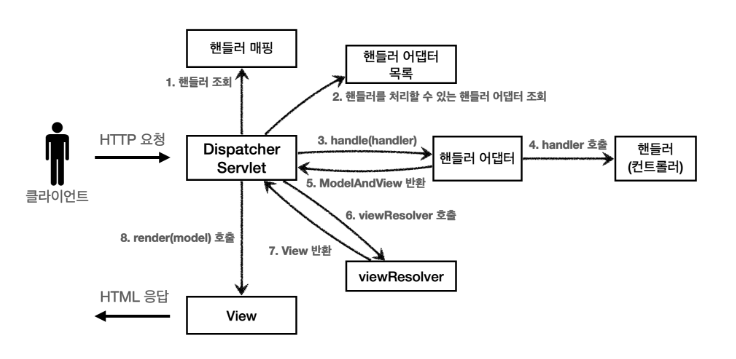 핸들러 매핑
핸들러 어댑터
목록
1. 핸들러 조회
2. 핸들러를 처리할 수 있는 핸들러 어댑터 조회
HTTP 요청
클라이언트
Dispatcher
Servlet
3. handle(handler)
핸들러 어댑터
4. handler 호출
핸들러
(컨트롤러)
5. ModelAndView 반환
6. viewResolver 호출
8. render(model) 호출
7. View 반환
viewResolver
HTML 응답
View